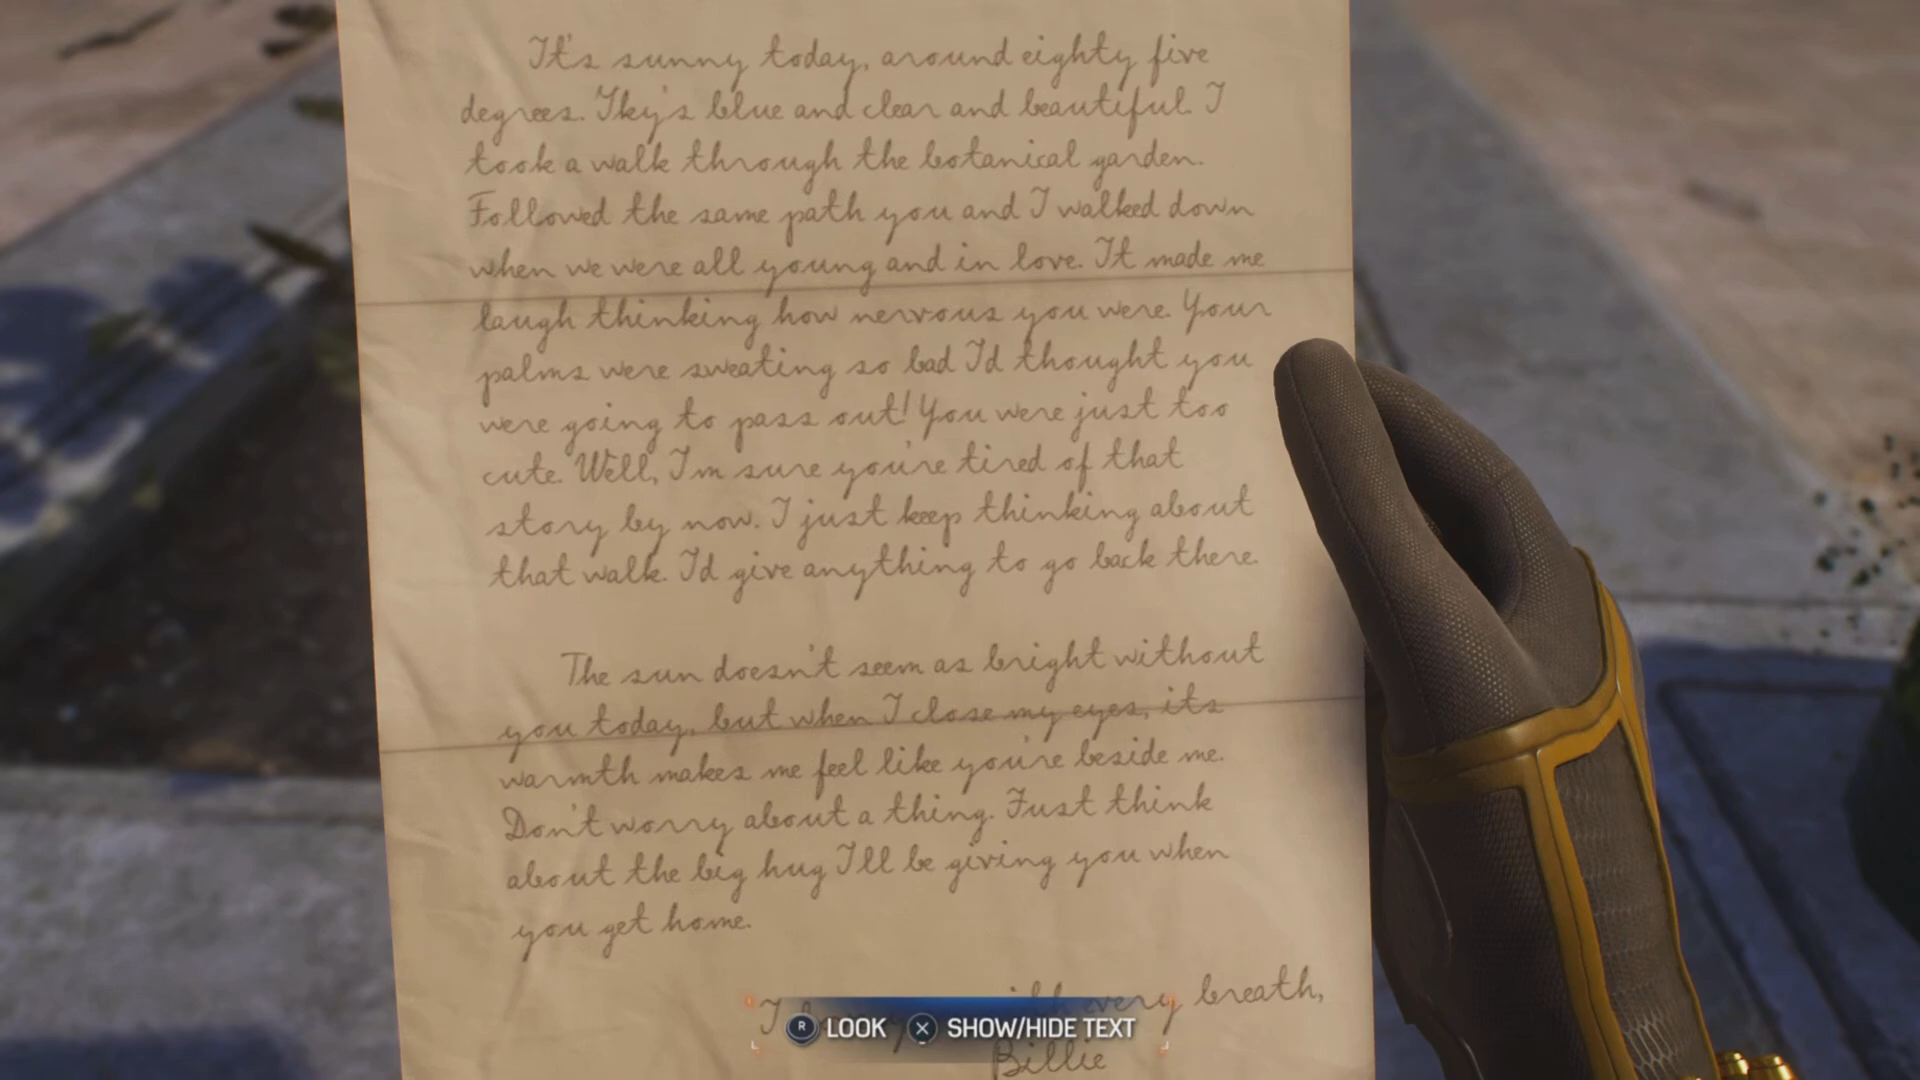 It's sunny today, around eighty five
degrees. Sky's blue and clear and beautiful. I
took a walk through the botanical garden.
Followed the same path you and I walked down
when we were all young and in love. It made me
laugh thinking how nervous you were. Your
palms were sweating so bad I'd thought you
were going to pass out! You were just too
cute. Well, I'm sure you're tired of that
story by now. I just keep thinking about
that walk. I'd give anything to go back there.
The sun doesn't seem as bright without
you today, but when I close my eyes, its
warmth makes me feel like you're beside me.
Don't worry about a thing. Just think
about the big hug I'll be giving you when
you get home.
I very breath,
R LOOK X SHOW/HIDE TEXT
Billie